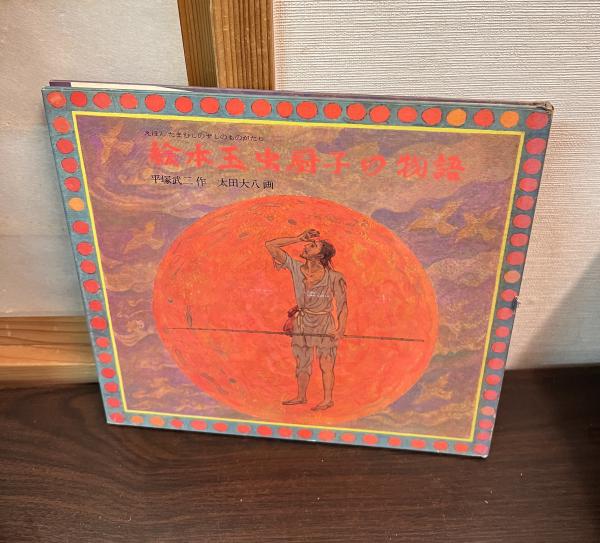 えほん たまむしのずしのものがたり
絵本玉虫厨子の物語
平塚武二 作　太田大八 画